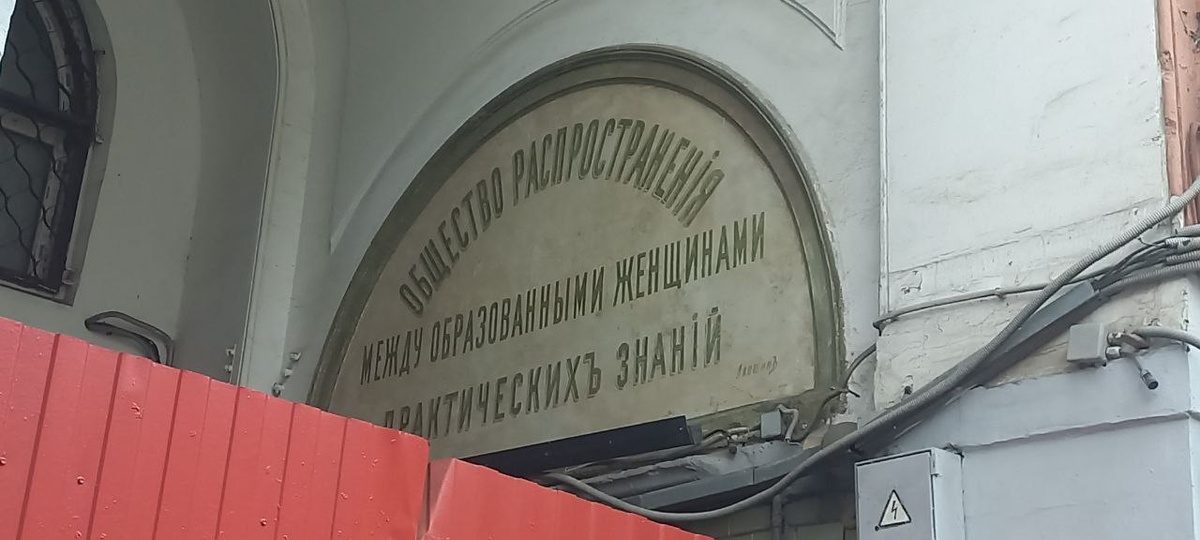 ОБЩЕСТВО РАСПРОСТРАНЕНІЯ
МЕЖДУ ОБРАЗОВАННЫМИ ЖЕНЩИНАМИ
ПРАКТИЧЕСКИХЪ ЗНАНІЙ